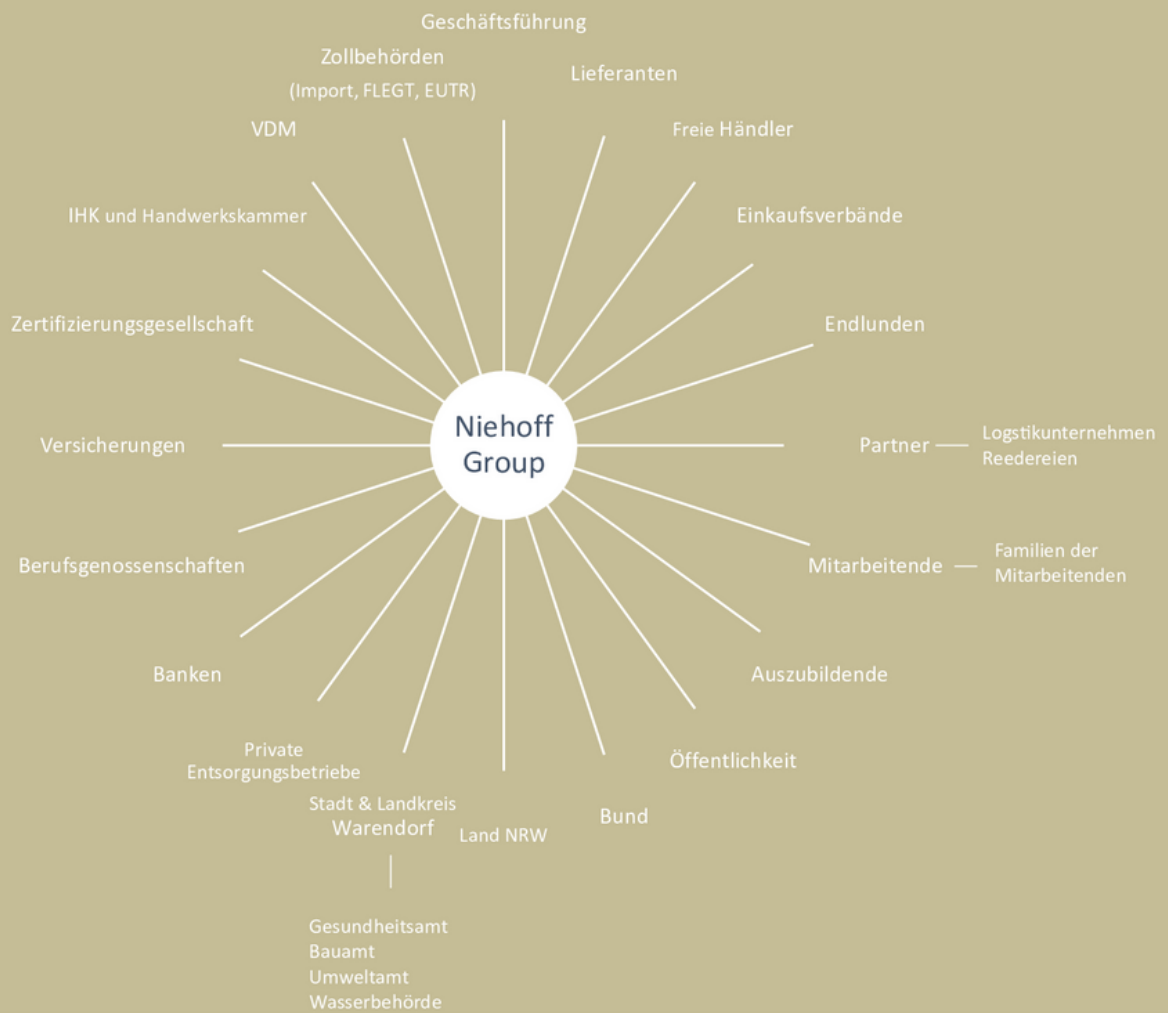 Geschäftsführung
Zollbehörden
(Import, FLEGT, EUTR)
Lieferanten
VDM
Freie Händler
IHK und Handwerkskammer
Einkaufsverbände
Zertifizierungsgesellschaft
Endlunden
Niehoff
Group
Versicherungen
Partner
Logstikunternehmen
Reedereien
Berufsgenossenschaften
Mitarbeitende
Familien der
Mitarbeitenden
Banken
Auszubildende
Private
Entsorgungsbetriebe
Öffentlichkeit
Stadt & Landkreis
Warendorf
Land NRW
Bund
Gesundheitsamt
Bauamt
Umweltamt
Wasserbehörde